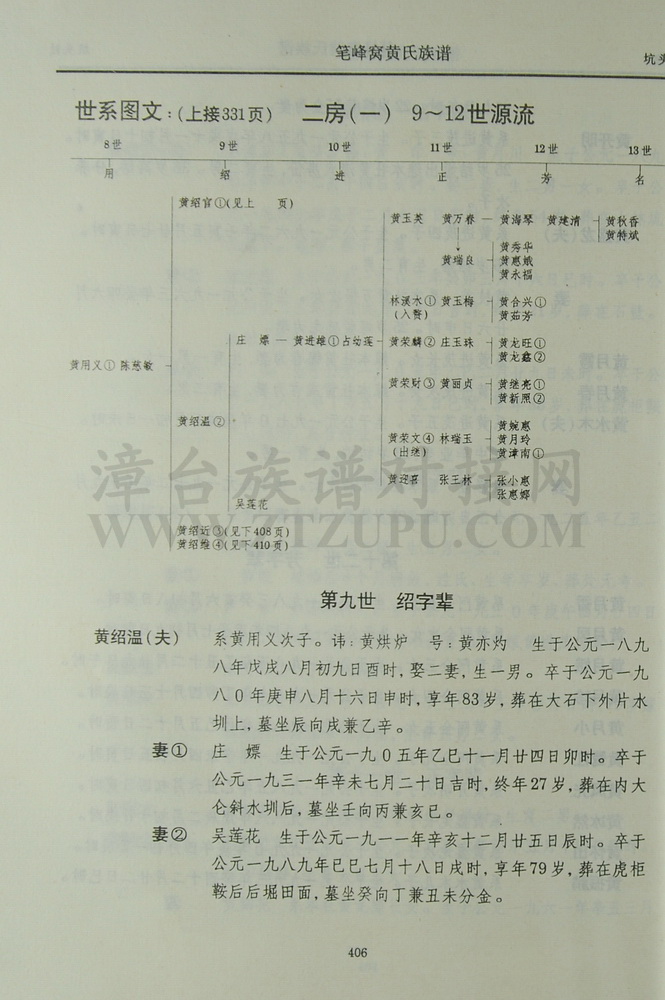 笔峰窝黄氏族谱
坑头
世系图文:(上接331页) 二房(一) 9～12世源流
8世 9世 10世 11世 12世 13世
用 绍 进 正 芳 名
黄绍官①(见上 页) 黄玉英 黄万春 黄海琴 黄建清 黄秋香
黄特斌
黄瑞良 黄秀华
黄惠娥
黄永福
林溪水① 黄玉梅 黄合兴①
(入赘) 黄茹芳
黄用义① 陈慈敏 庄 嫖 黄进雄① 占幼莲 黄荣麟② 庄玉珠 黄龙旺①
黄龙鑫②
黄荣财③ 黄丽贞 黄继亮①
黄新照②
黄绍温② 黄荣文④ 林瑞玉 黄婉惠
(出继) 黄月玲
黄漳南①
黄迎喜 张王林 张小惠
张惠娜
吴莲花
黄绍近③(见下408页)
黄绍维④(见下410页)
漳台族谱对接网
WWW.ZTZUPU.COM
第九世 绍字辈
黄绍温(夫) 系黄用义次子。讳:黄烘炉 号:黄亦灼 生于公元一八九
八年戊戌八月初九日酉时,娶二妻,生一男。卒于公元一九
八0年庚申八月十六日申时,享年83岁,葬在大石下外片水
圳上,墓坐辰向戌兼乙辛。
妻① 庄 嫖 生于公元一九0五年乙巳十一月廿四日卯时。卒于
公元一九三一年辛未七月二十日吉时,终年27岁,葬在内大
仑斜水圳后,墓坐壬向丙兼亥巳。
妻② 吴莲花 生于公元一九一一年辛亥十二月廿五日辰时。卒于
公元一九八九年己巳七月十八日戌时,享年79岁,葬在虎柜
鞍后后堀田面,墓坐癸向丁兼丑未分金。
406